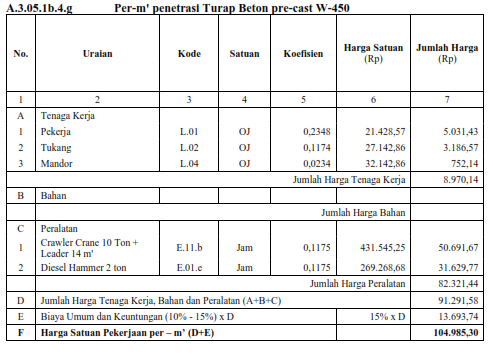 A.3.05.1b.4.g Per-m' penetrasi Turap Beton pre-cast W-450
No. Uraian Kode Satuan Koefisien Harga Satuan (Rp) Jumlah Harga (Rp)
1 2 3 4 5 6 7
A Tenaga Kerja
1 Pekerja L.01 OJ 0,2348 21.428,57 5.031,43
2 Tukang L.02 OJ 0,1174 27.142,86 3.186,57
3 Mandor L.04 OJ 0,0234 32.142,86 752,14
Jumlah Harga Tenaga Kerja 8.970,14
B Bahan
Jumlah Harga Bahan
C Peralatan
1 Crawler Crane 10 Ton + Leader 14 m' E.11.b Jam 0,1175 431.545,25 50.691,67
2 Diesel Hammer 2 ton E.01.e Jam 0,1175 269.268,68 31.629,77
Jumlah Harga Peralatan 82.321,44
D Jumlah Harga Tenaga Kerja, Bahan dan Peralatan (A+B+C) 91.291,58
E Biaya Umum dan Keuntungan (10% - 15%) x D 15% x D 13.693,74
F Harga Satuan Pekerjaan per – m' (D+E) 104.985,30